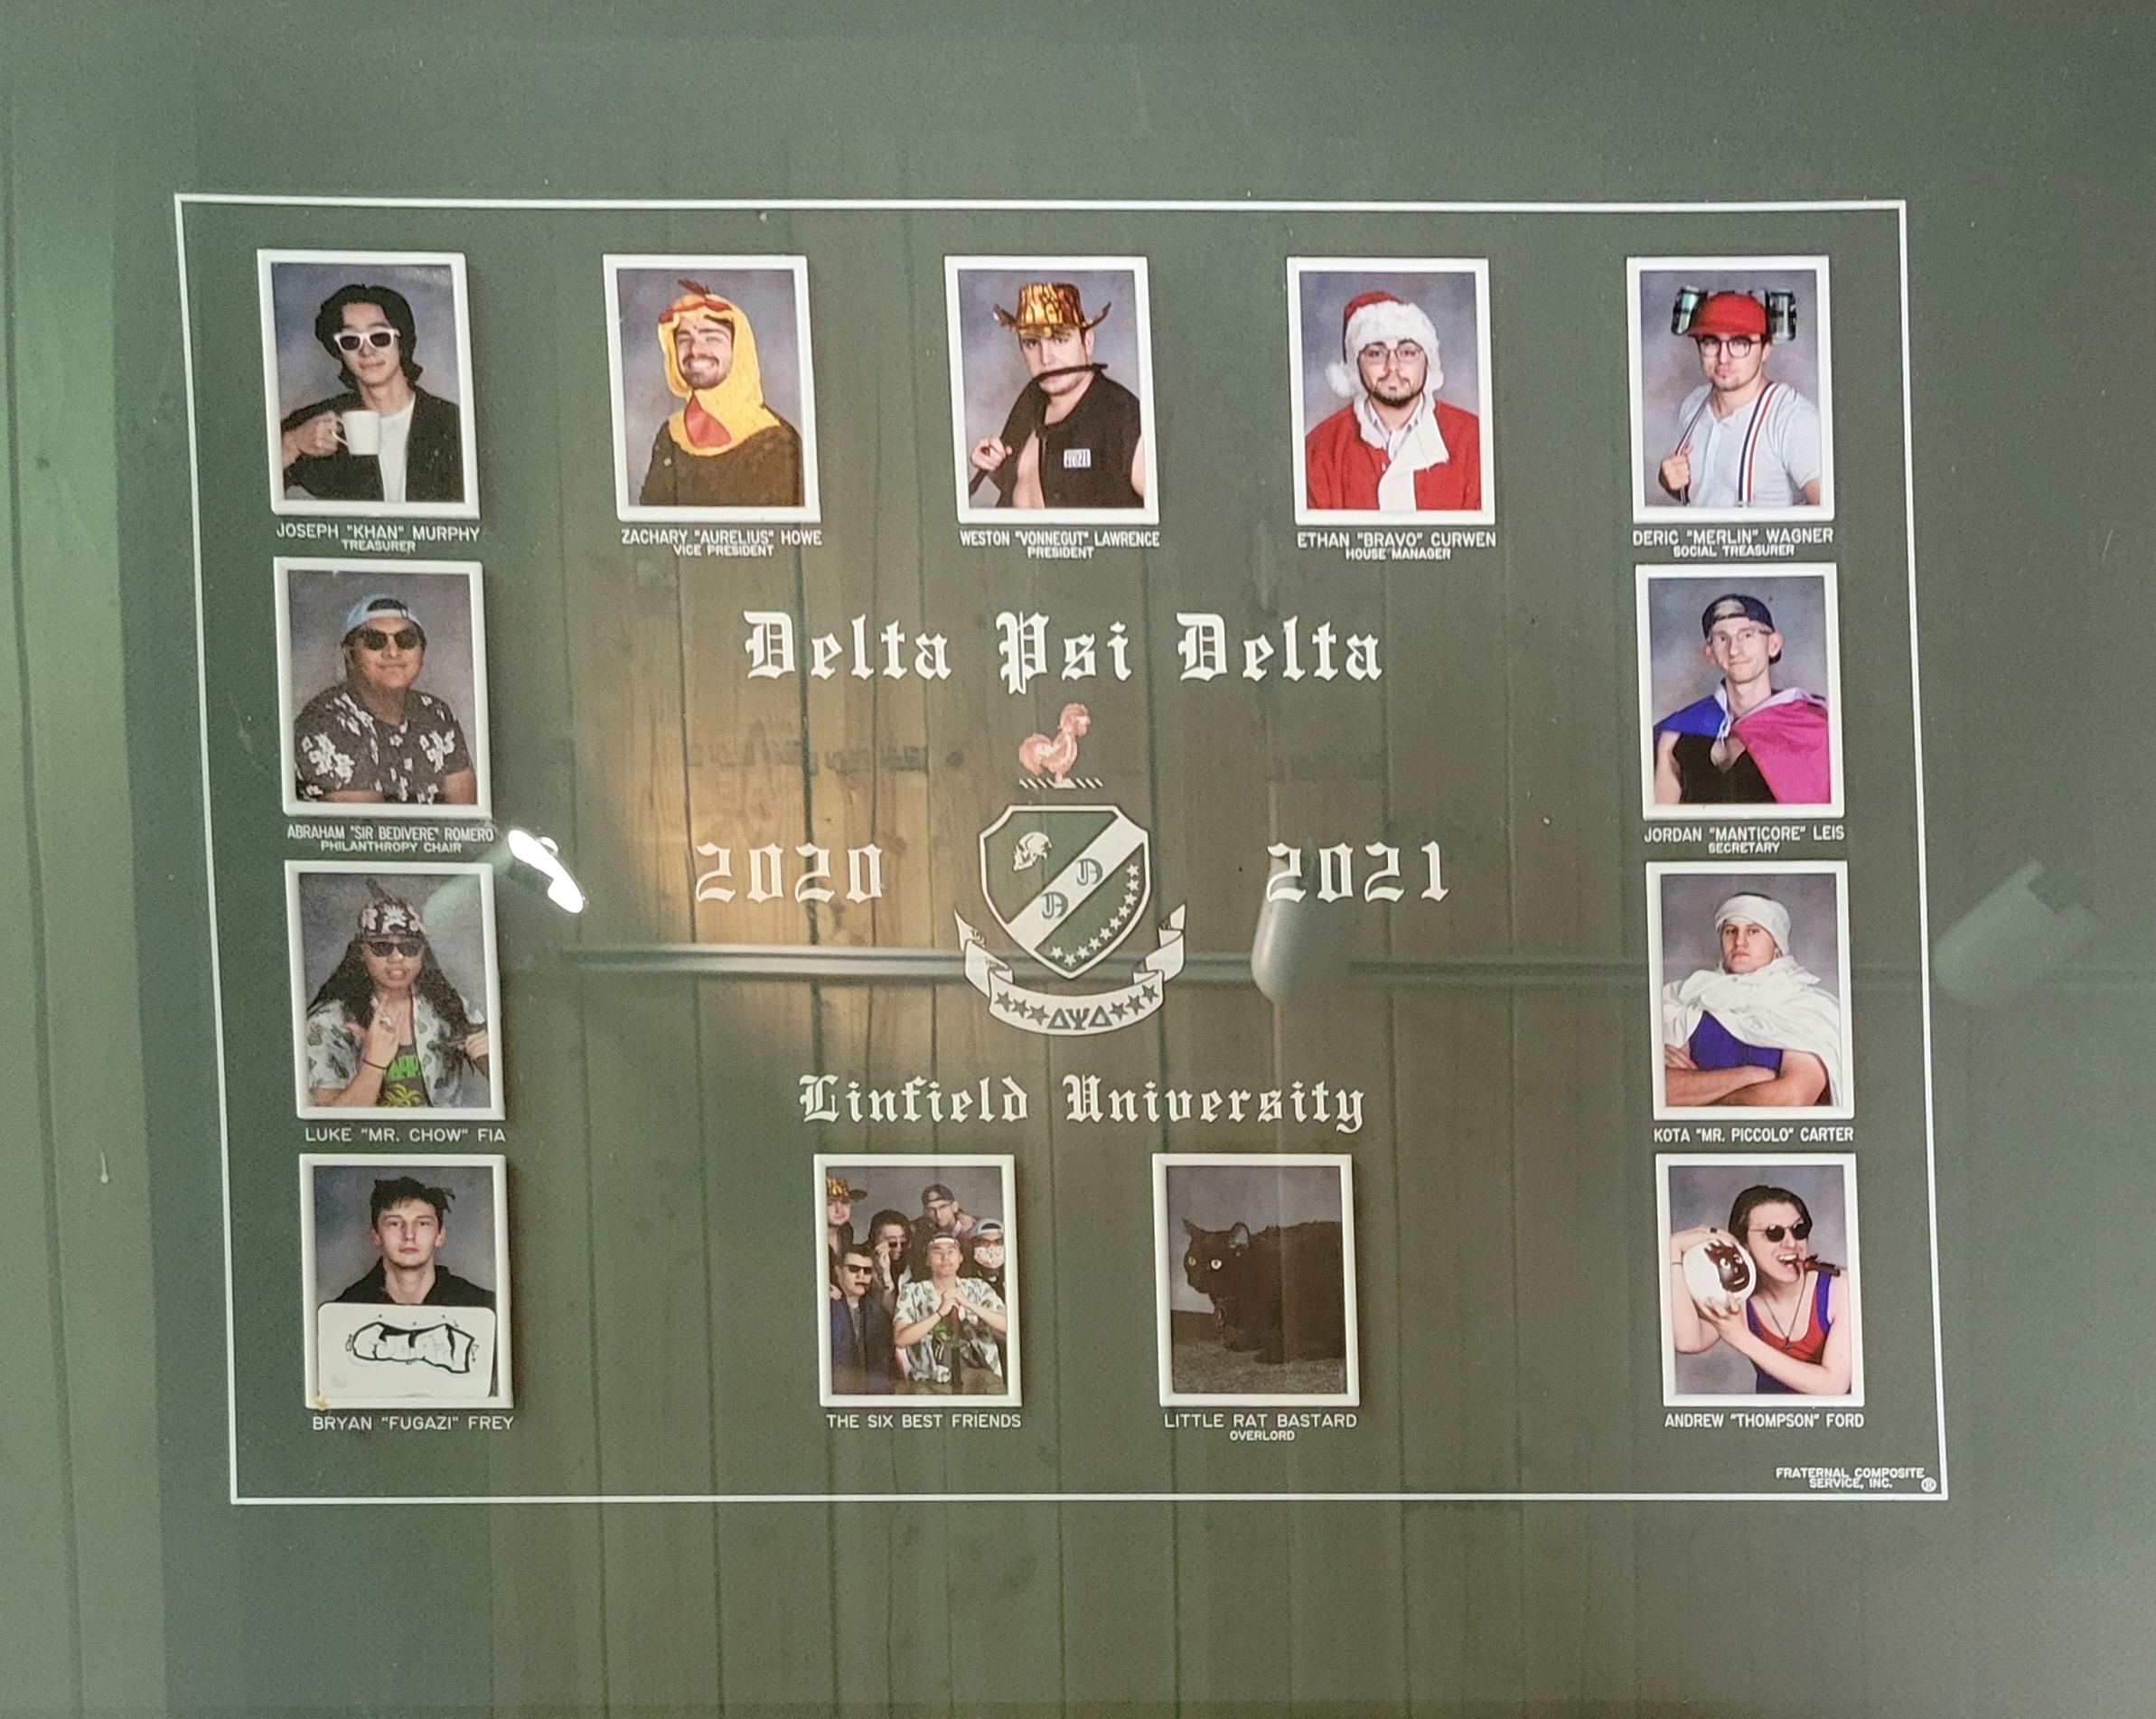 JOSEPH "KHAN" MURPHY
TREASURER
ZACHARY "AURELIUS" HOWE
VICE PRESIDENT
WESTON "VONNEGUT" LAWRENCE
PRESIDENT
ETHAN "BRAVO" CURWEN
HOUSE MANAGER
DERIC "MERLIN" WAGNER
SOCIAL TREASURER
Delta Psi Delta
ABRAHAM "SIR BEDIVERE" ROMERO
PHILANTHROPY CHAIR
JORDAN "MANTICORE" LEIS
SECRETARY
2020 2021
ΔΨΔ
Linfield University
LUKE "MR. CHOW" FIA
KOTA "MR. PICCOLO" CARTER
BRYAN "FUGAZI" FREY
THE SIX BEST FRIENDS
LITTLE RAT BASTARD
OVERLORD
ANDREW "THOMPSON" FORD
FRATERNAL COMPOSITE
SERVICE, INC. ®